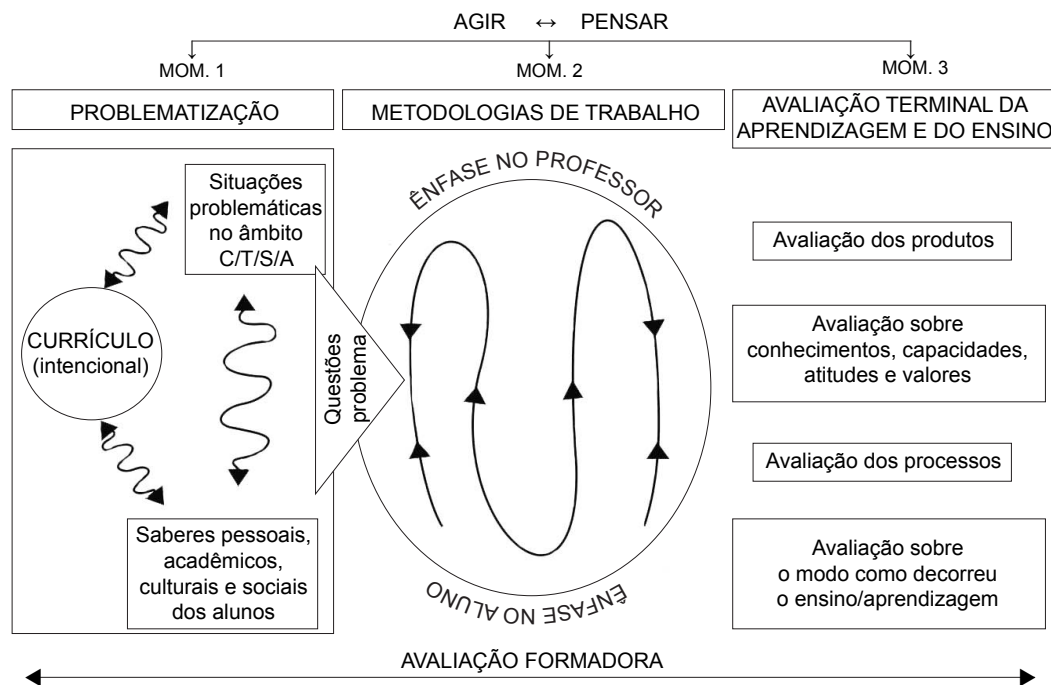 AGIR ↔ PENSAR
MOM. 1
MOM. 2
MOM. 3
PROBLEMATIZAÇÃO
METODOLOGIAS DE TRABALHO
AVALIAÇÃO TERMINAL DA
APRENDIZAGEM E DO ENSINO
Situações
problemáticas
no âmbito
C/T/S/A
CURRÍCULO
(intencional)
Saberes pessoais,
acadêmicos,
culturais e sociais
dos alunos
Questões
problema
ÊNFASE NO PROFESSOR
ÊNFASE NO ALUNO
Avaliação dos produtos
Avaliação sobre
conhecimentos, capacidades,
atitudes e valores
Avaliação dos processos
Avaliação sobre
o modo como decorreu
o ensino/aprendizagem
AVALIAÇÃO FORMADORA